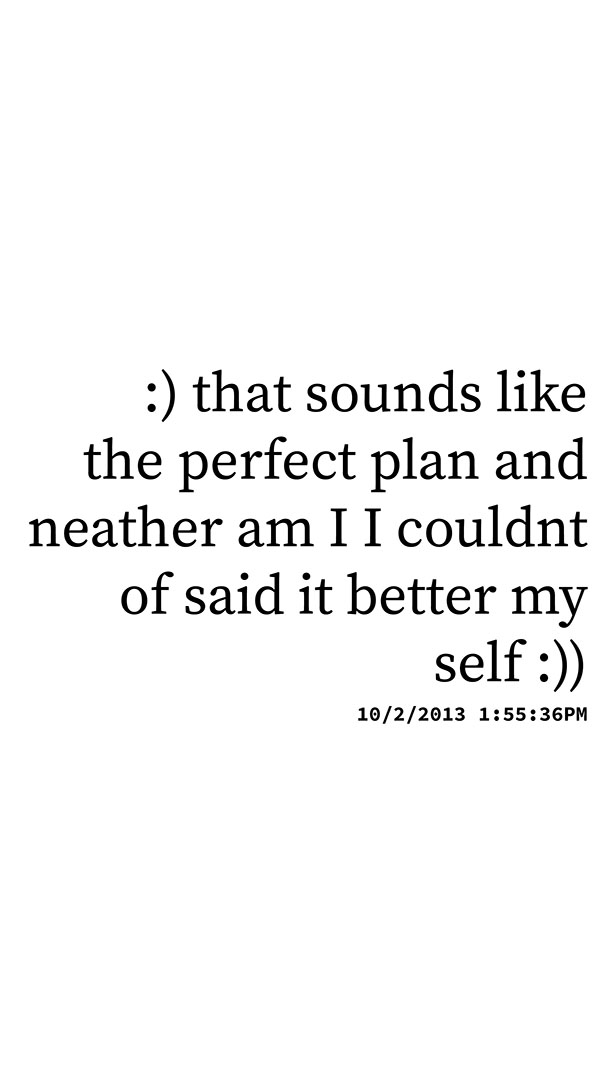 :) that sounds like
the perfect plan and
neather am I I couldnt
of said it better my
self :))
10/2/2013 1:55:36PM